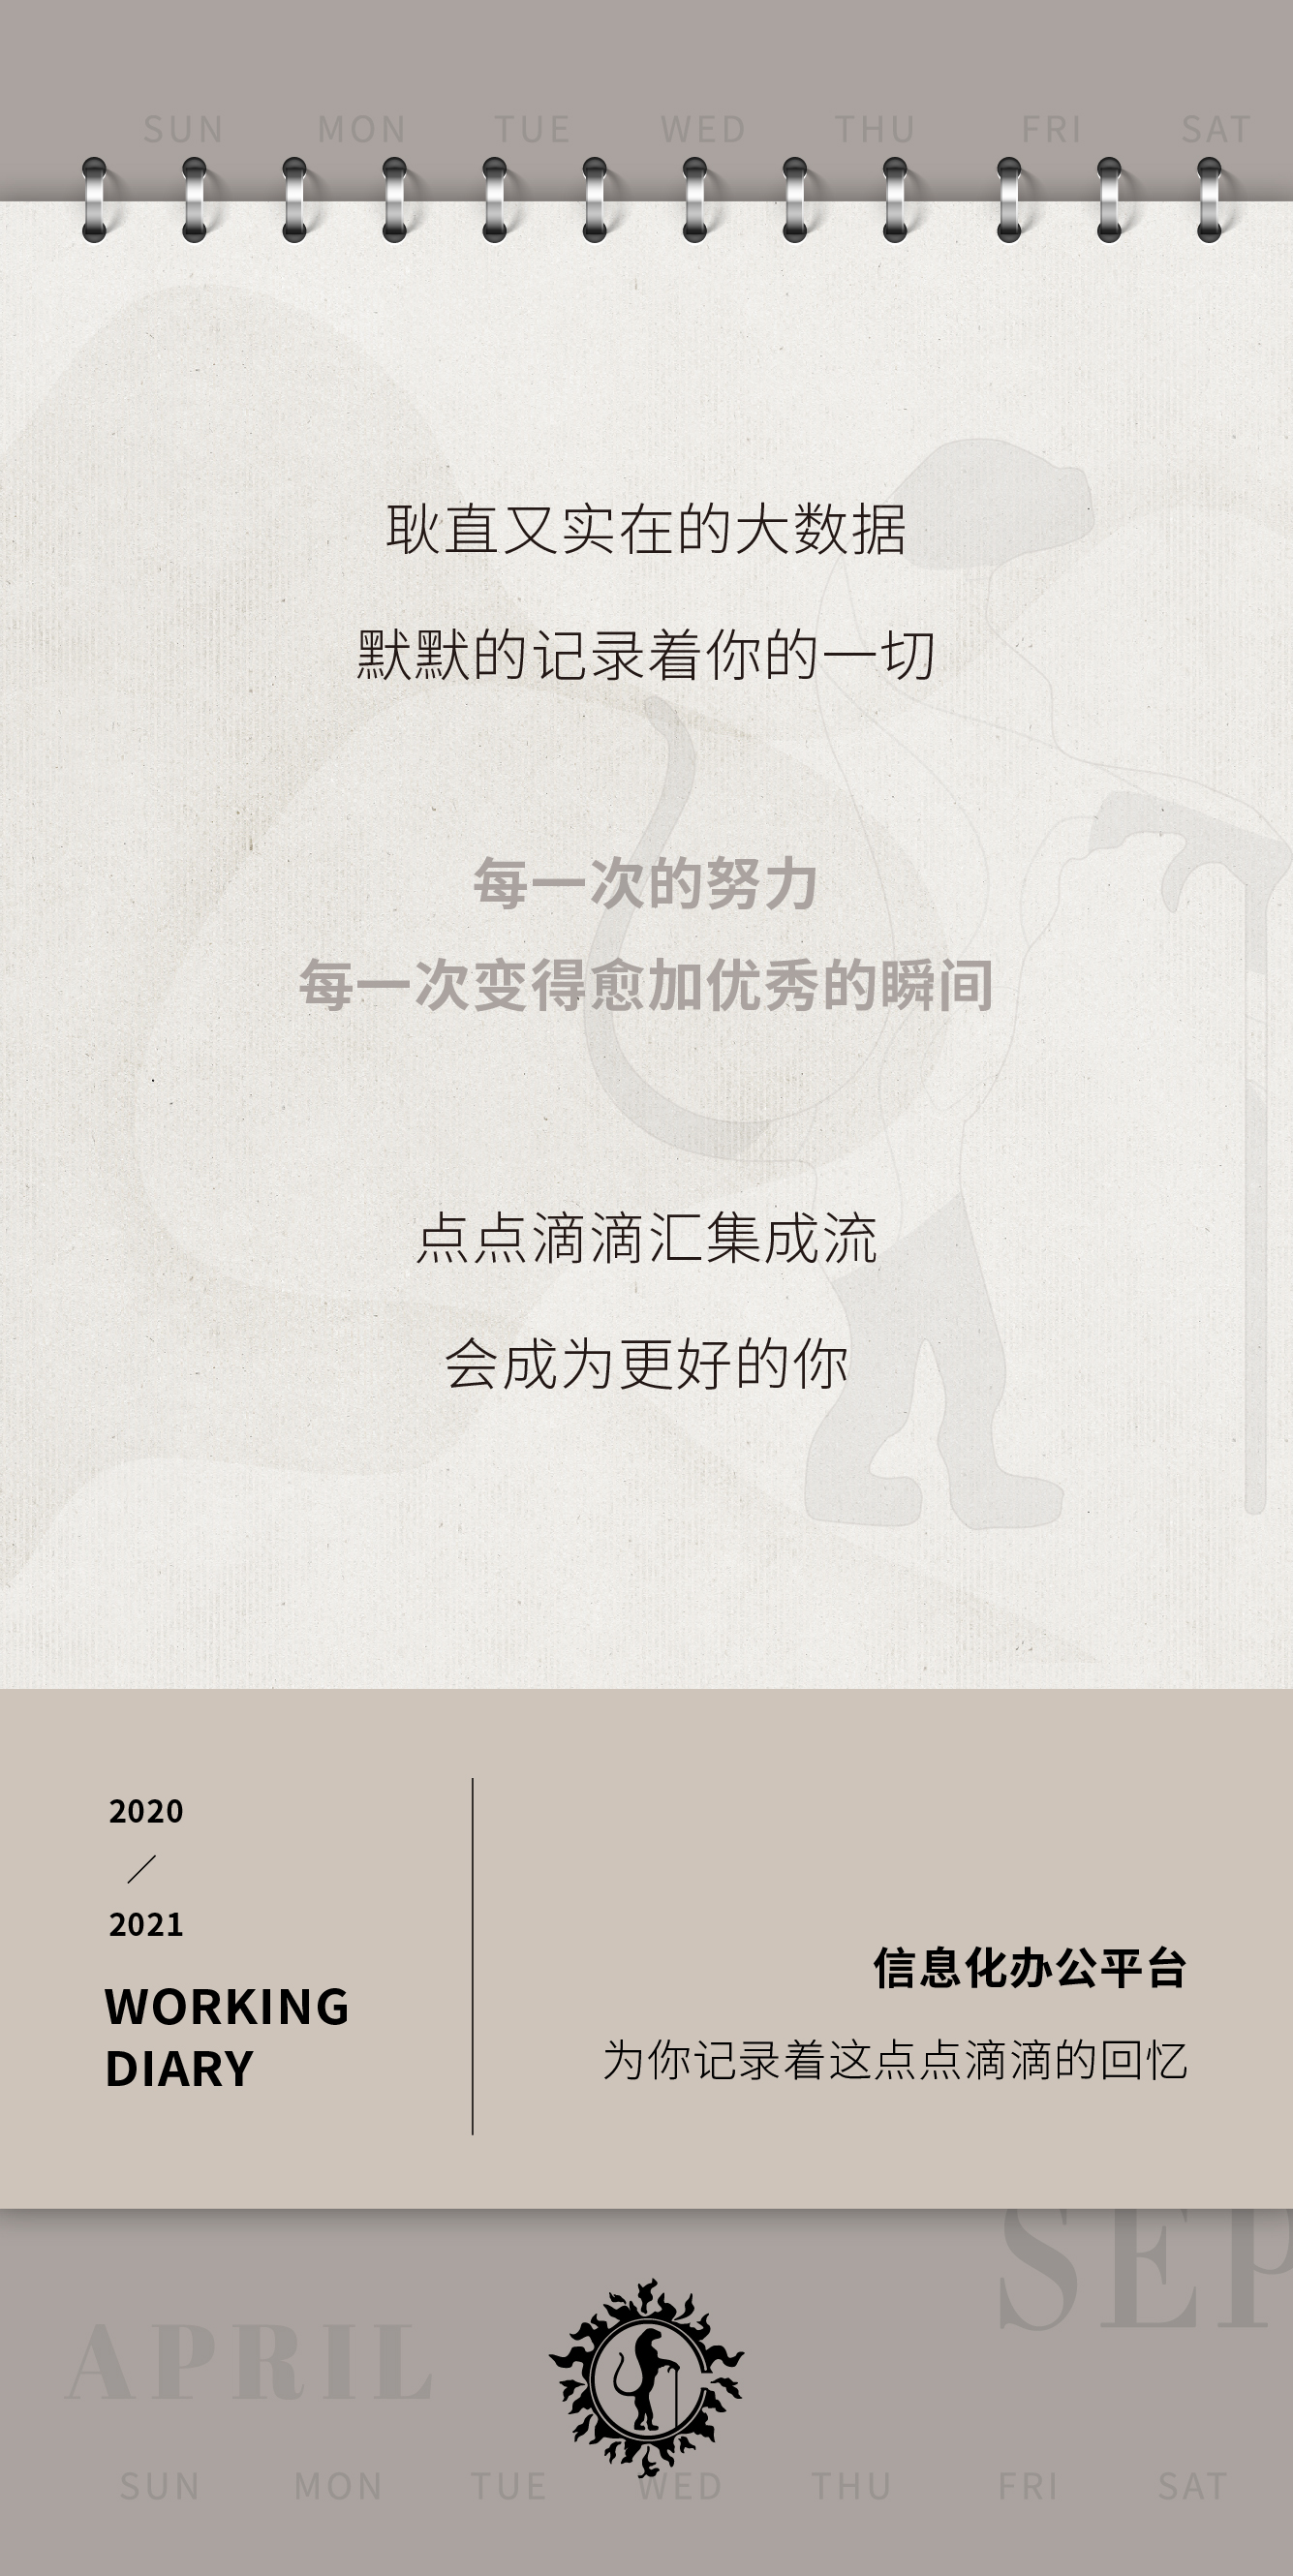 SUN MON TUE WED THU FRI SAT
耿直又实在的大数据
默默的记录着你的一切
每一次的努力
每一次变得愈加优秀的瞬间
点点滴滴汇集成流
会成为更好的你
2020
／
2021
WORKING
DIARY
信息化办公平台
为你记录着这点点滴滴的回忆
SEP
APRIL
SUN MON TUE WED THU FRI SAT